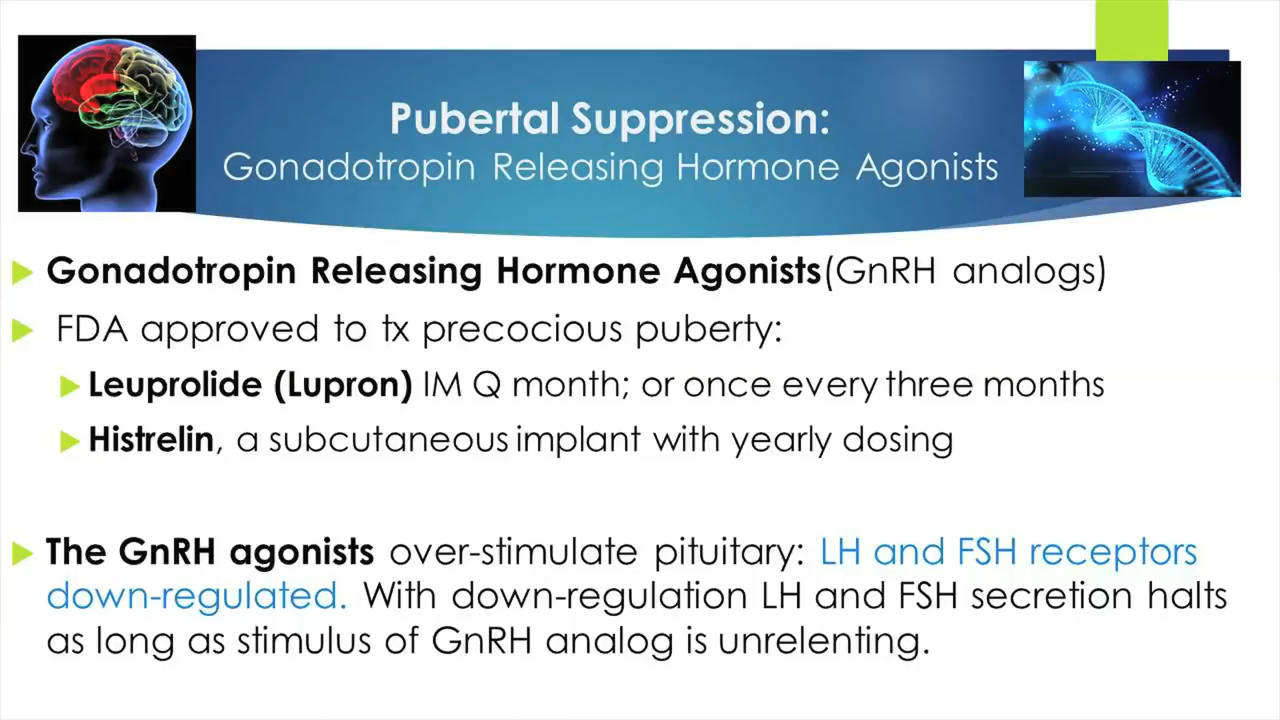 Pubertal Suppression:
Gonadotropin Releasing Hormone Agonists
Gonadotropin Releasing Hormone Agonists(GnRH analogs)
FDA approved to tx precocious puberty:
Leuprolide (Lupron) IM Q month; or once every three months
Histrelin, a subcutaneous implant with yearly dosing
The GnRH agonists over-stimulate pituitary: LH and FSH receptors
down-regulated. With down-regulation LH and FSH secretion halts
as long as stimulus of GnRH analog is unrelenting.